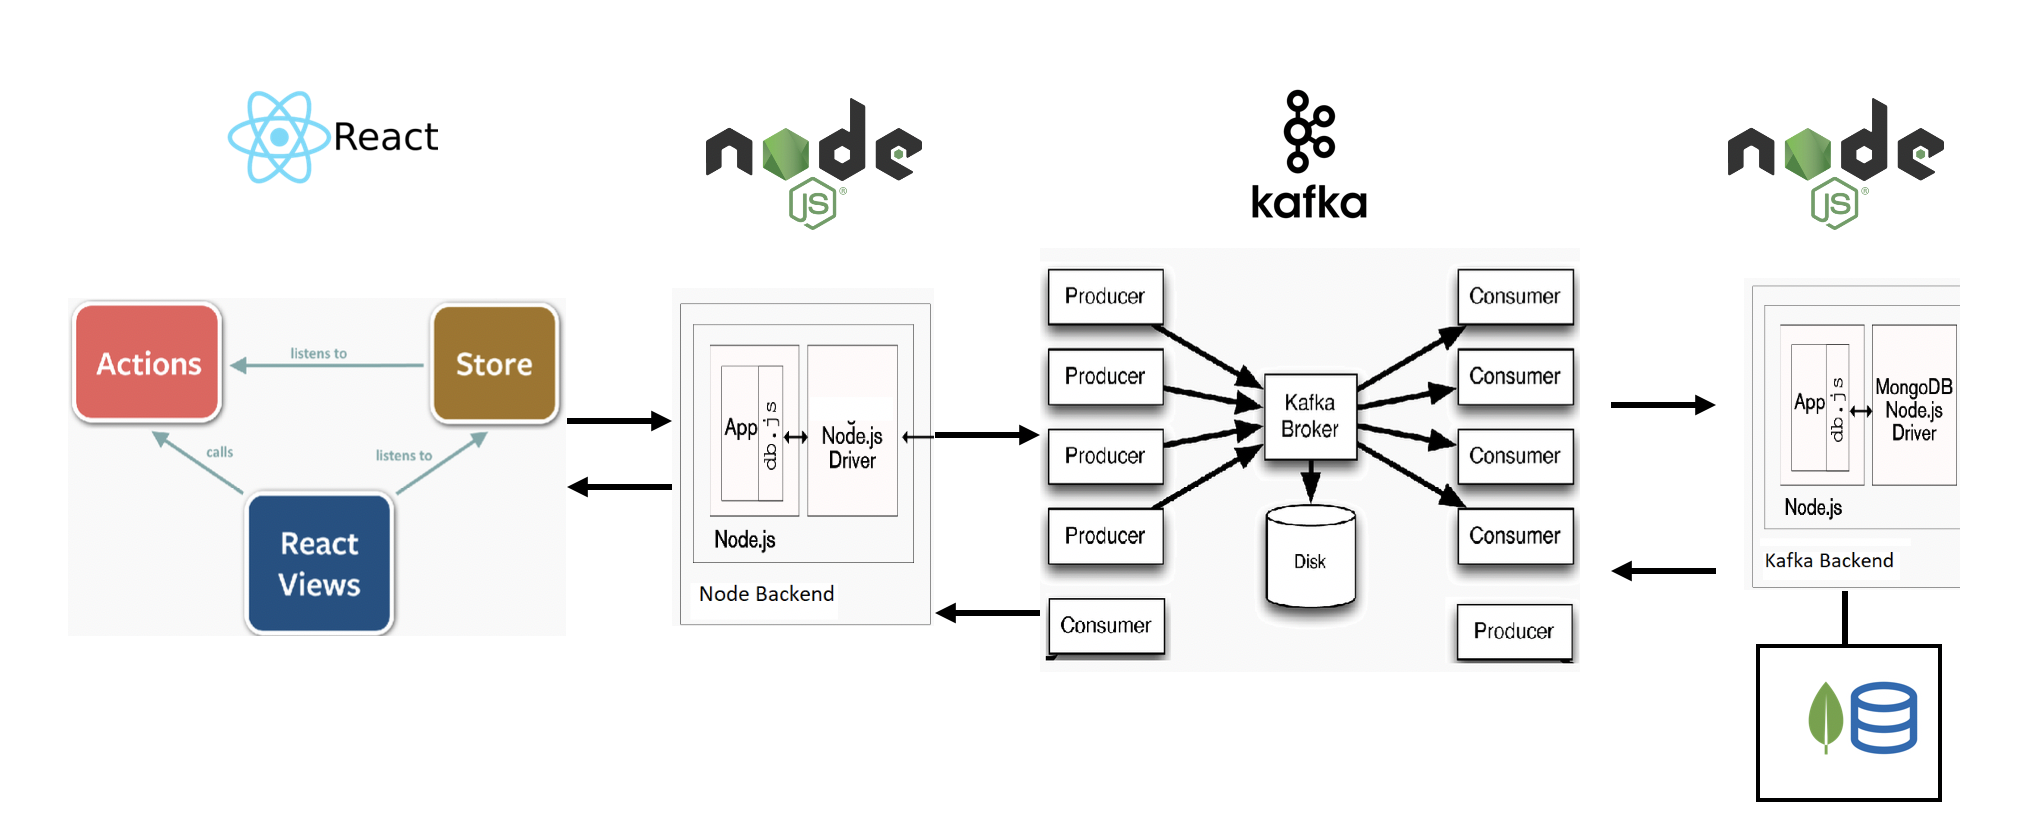 React
node
JS®
kafka
node
JS®
Actions
listens to
Store
calls
listens to
React
Views
App
db.js
Node.js
Driver
Node.js
Node Backend
Producer
Producer
Producer
Producer
Consumer
Kafka
Broker
Disk
Consumer
Consumer
Consumer
Consumer
Producer
App
db.js
MongoDB
Node.js
Driver
Node.js
Kafka Backend